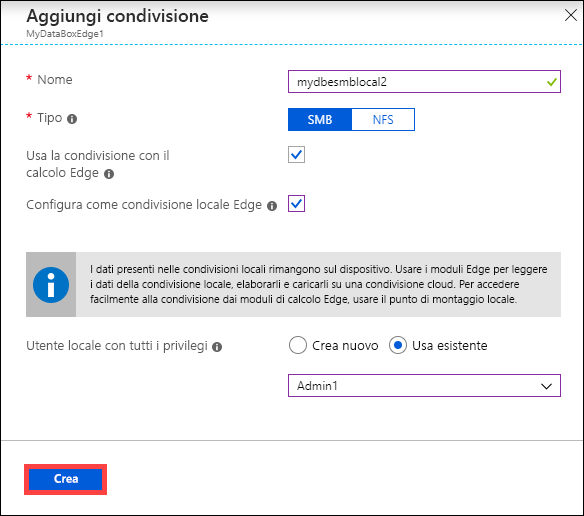 Aggiungi condivisione
MyDataBoxEdge1
* Nome
mydbesmblocal2
* Tipo
SMB
NFS
Usa la condivisione con il
calcolo Edge
Configura come condivisione locale Edge
I dati presenti nelle condivisioni locali rimangono sul dispositivo. Usare i moduli Edge per leggere
i dati della condivisione locale, elaborarli e caricarli su una condivisione cloud. Per accedere
facilmente alla condivisione dai moduli di calcolo Edge, usare il punto di montaggio locale.
Utente locale con tutti i privilegi
Crea nuovo
Usa esistente
Admin1
Crea